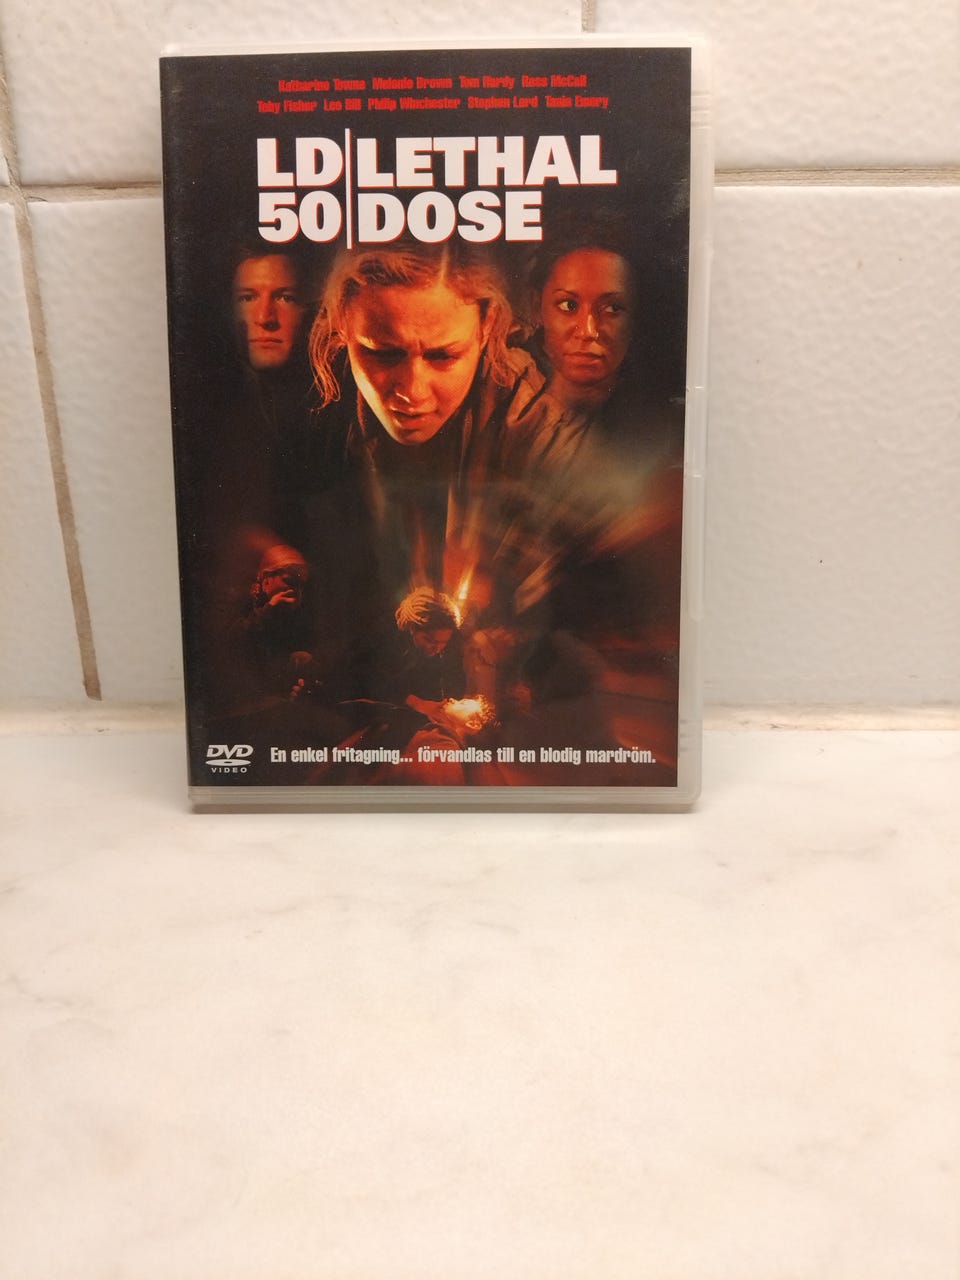 Katharine Towne Melanie Brown Tom Hardy Ross McCall
Toby Fisher Leo Bill Philip Winchester Stephen Lord Tania Emery
LD LETHAL
50 DOSE
DVD
VIDEO
En enkel fritagning... förvandlas till en blodig mardröm.